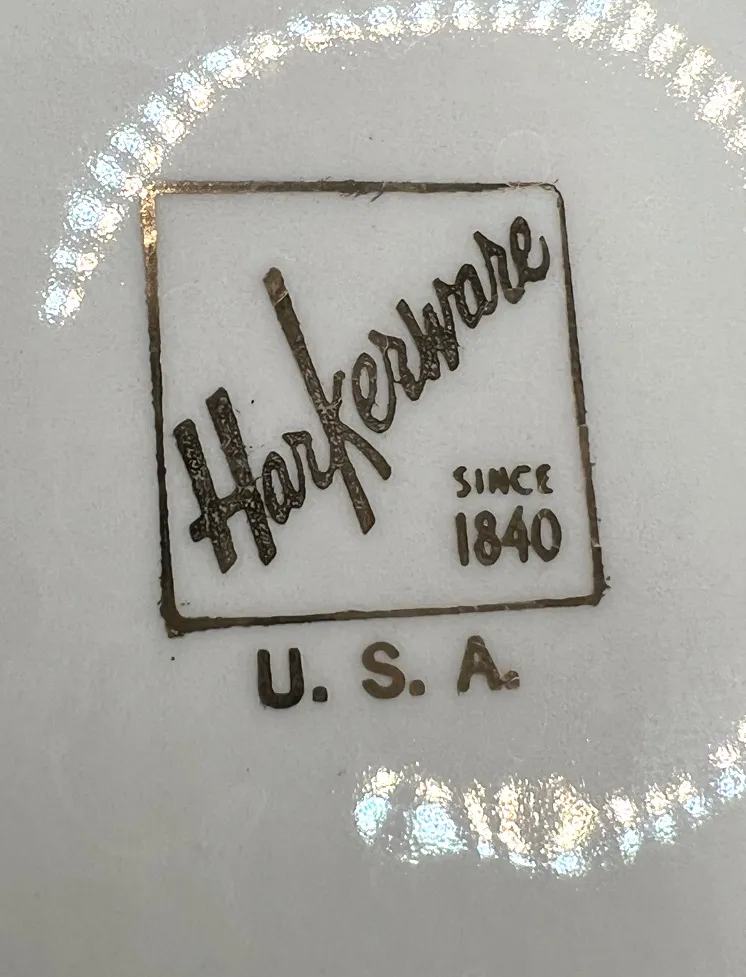 Harkerware
SINCE
1840
U. S. A.